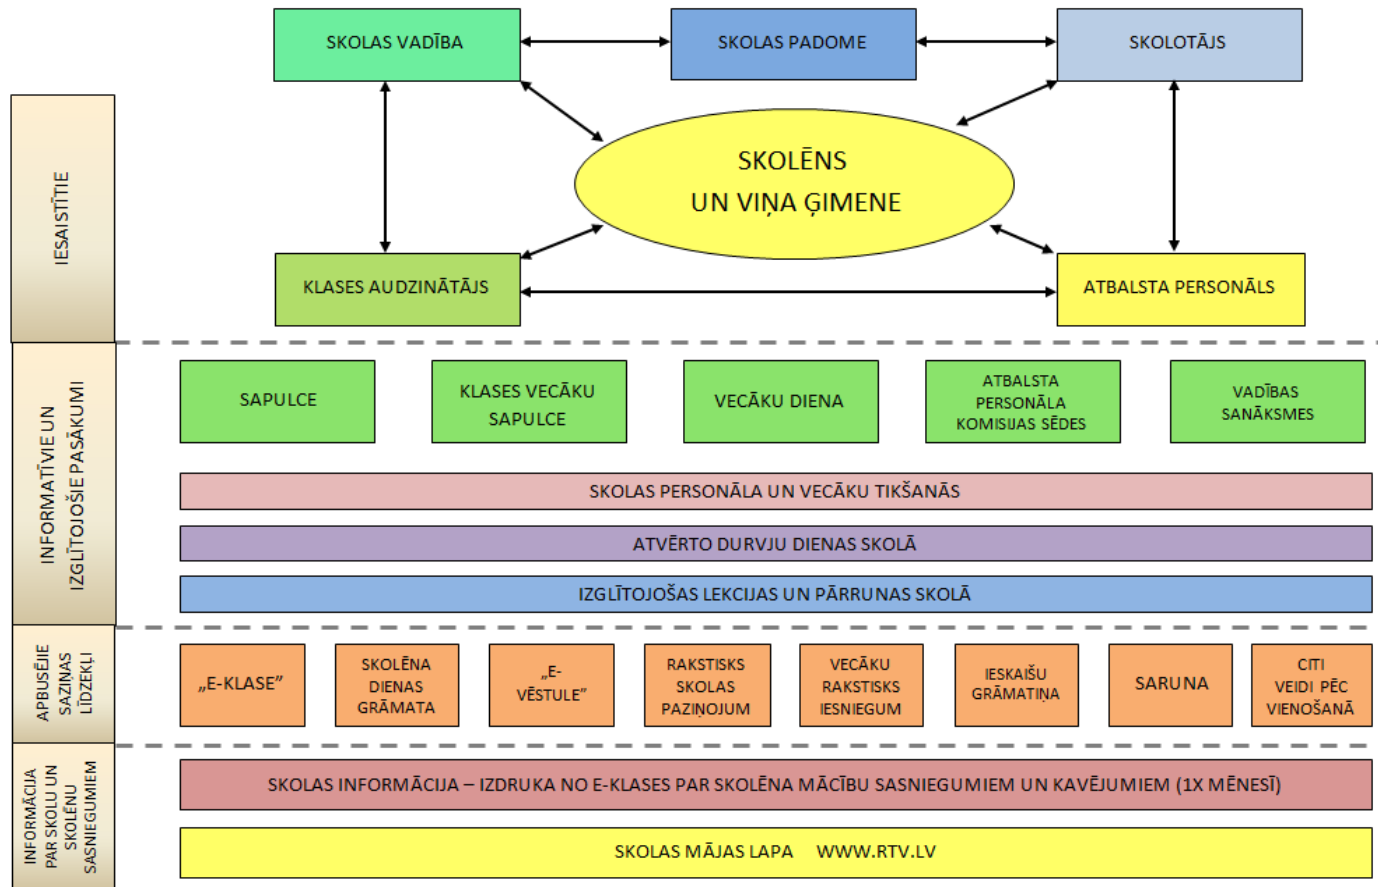 SKOLAS VADĪBA
SKOLAS PADOME
SKOLOTĀJS
IESAISTĪTIE
SKOLĒNS
UN VIŅA ĢIMENE
KLASES AUDZINĀTĀJS
ATBALSTA PERSONĀLS
INFORMATĪVIE UN
IZGLĪTOJOŠIE PASĀKUMI
SAPULCE
KLASES VECĀKU
SAPULCE
VECĀKU DIENA
ATBALSTA
PERSONĀLA
KOMISIJAS SĒDES
VADĪBAS
SANĀKSMES
SKOLAS PERSONĀLA UN VECĀKU TIKŠANĀS
ATVĒRTO DURVJU DIENAS SKOLĀ
IZGLĪTOJOŠAS LEKCIJAS UN PĀRRUNAS SKOLĀ
APBUSĒJIE
SAZIŅAS
LĪDZEKĻI
„E-KLASE”
SKOLĒNA
DIENAS
GRĀMATA
„E-
VĒSTULE”
RAKSTISKS
SKOLAS
PAZIŅOJUM
VECĀKU
RAKSTISKS
IESNIEGUM
IESKAIŠU
GRĀMATIŅA
SARUNA
CITI
VEIDI PĒC
VIENOŠANĀ
INFORMĀCIJA
PAR SKOLU UN
SKOLĒNU
SASNIEGUMIEM
SKOLAS INFORMĀCIJA – IZDRUKA NO E-KLASES PAR SKOLĒNA MĀCĪBU SASNIEGUMIEM UN KAVĒJUMIEM (1X MĒNESĪ)
SKOLAS MĀJAS LAPA WWW.RTV.LV